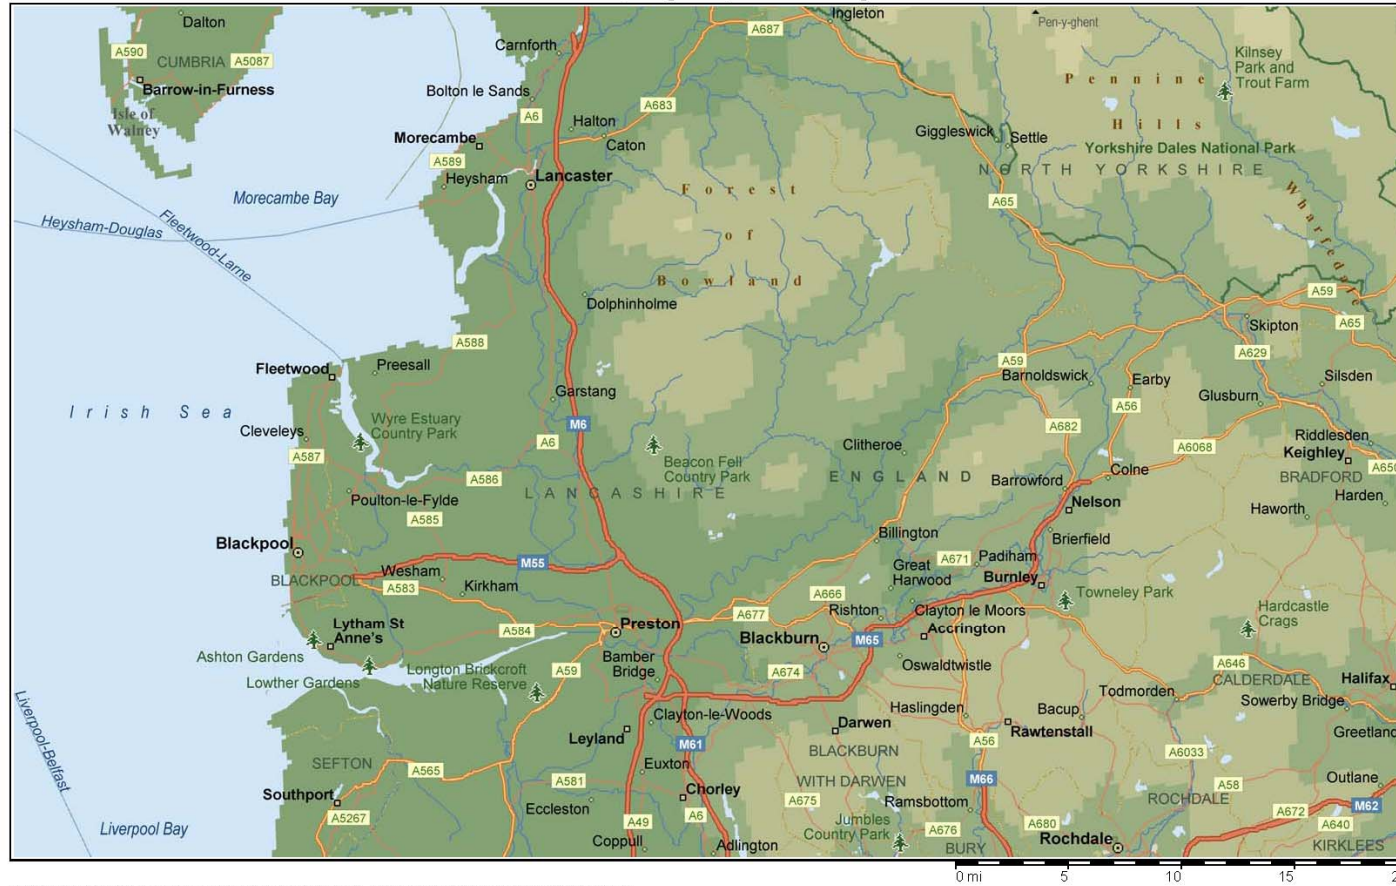 Dalton
Ingleton
A687
Pen-y-ghent
A590
CUMBRIA
A5087
Carnforth
Kilnsey
Park and
Trout Farm
Barrow-in-Furness
Isle of
Walney
Bolton le Sands
A6
A683
Pennine
Hills
Morecambe
Halton
Caton
Giggleswick
Settle
Yorkshire Dales National Park
NORTH YORKSHIRE
A589
Heysham
Lancaster
Morecambe Bay
Forest
of
Bowland
A65
Wharfedale
Heysham-Douglas
Fleetwood-Larne
Dolphinholme
A59
A65
Skipton
A588
A629
Fleetwood
Preesall
A59
Barnoldswick
Earby
Silsden
Garstang
Glusburn
A56
Irish Sea
Wyre Estuary
Country Park
M6
A682
Cleveleys
A6
Clitheroe
A6068
Riddlesden
Keighley
A587
Beacon Fell
Country Park
ENGLAND
Colne
A650
BRADFORD
A586
LANCASHIRE
Barrowford
Nelson
Poulton-le-Fylde
A585
Haworth
Harden
Blackpool
Billington
Brierfield
M55
A671
Padiham
BLACKPOOL
Wesham
A583
Kirkham
Great
Harwood
Burnley
Towneley Park
A666
A677
Rishton
Clayton le Moors
Hardcastle
Crags
Lytham St
Anne's
A584
Preston
Blackburn
M65
Accrington
Ashton Gardens
Lowther Gardens
Longton Brickcroft
Nature Reserve
A59
Bamber
Bridge
A674
Oswaldtwistle
A646
CALDERDALE
Halifax
Liverpool-Belfast
Todmorden
Sowerby Bridge
Clayton-le-Woods
Haslingden
Bacup
Leyland
M61
Darwen
Rawtenstall
Greetland
BLACKBURN
WITH DARWEN
A56
A6033
SEFTON
A565
Euxton
A581
M66
Outlane
A58
Southport
A5267
Eccleston
Chorley
A675
Ramsbottom
ROCHDALE
M62
A672
Liverpool Bay
A49
A6
Jumbles
Country Park
A676
A680
A640
Coppull
Adlington
BURY
Rochdale
KIRKLEES
0 mi 5 10 15